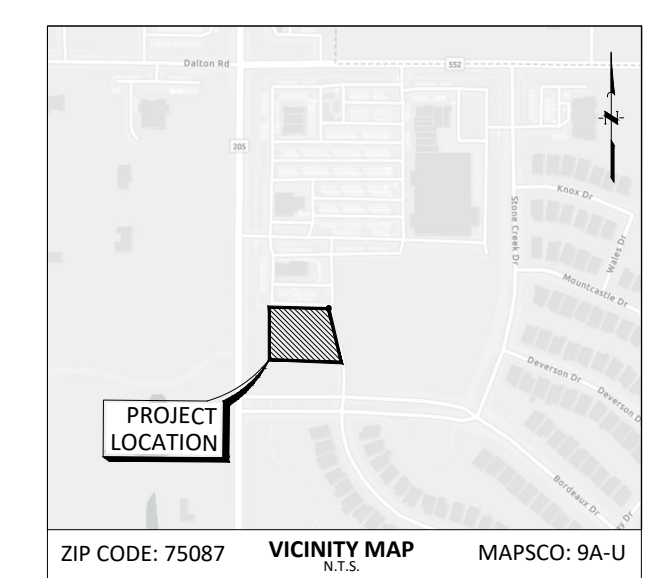 Dalton Rd
552
N
205
Knox Dr
Stone Creek Dr
Wales Dr
Mountcastle Dr
Deverson Dr
Deverson D
PROJECT
LOCATION
Bordeaux Dr
y Dr
ZIP CODE: 75087 VICINITY MAP MAPSCO: 9A-U
N.T.S.